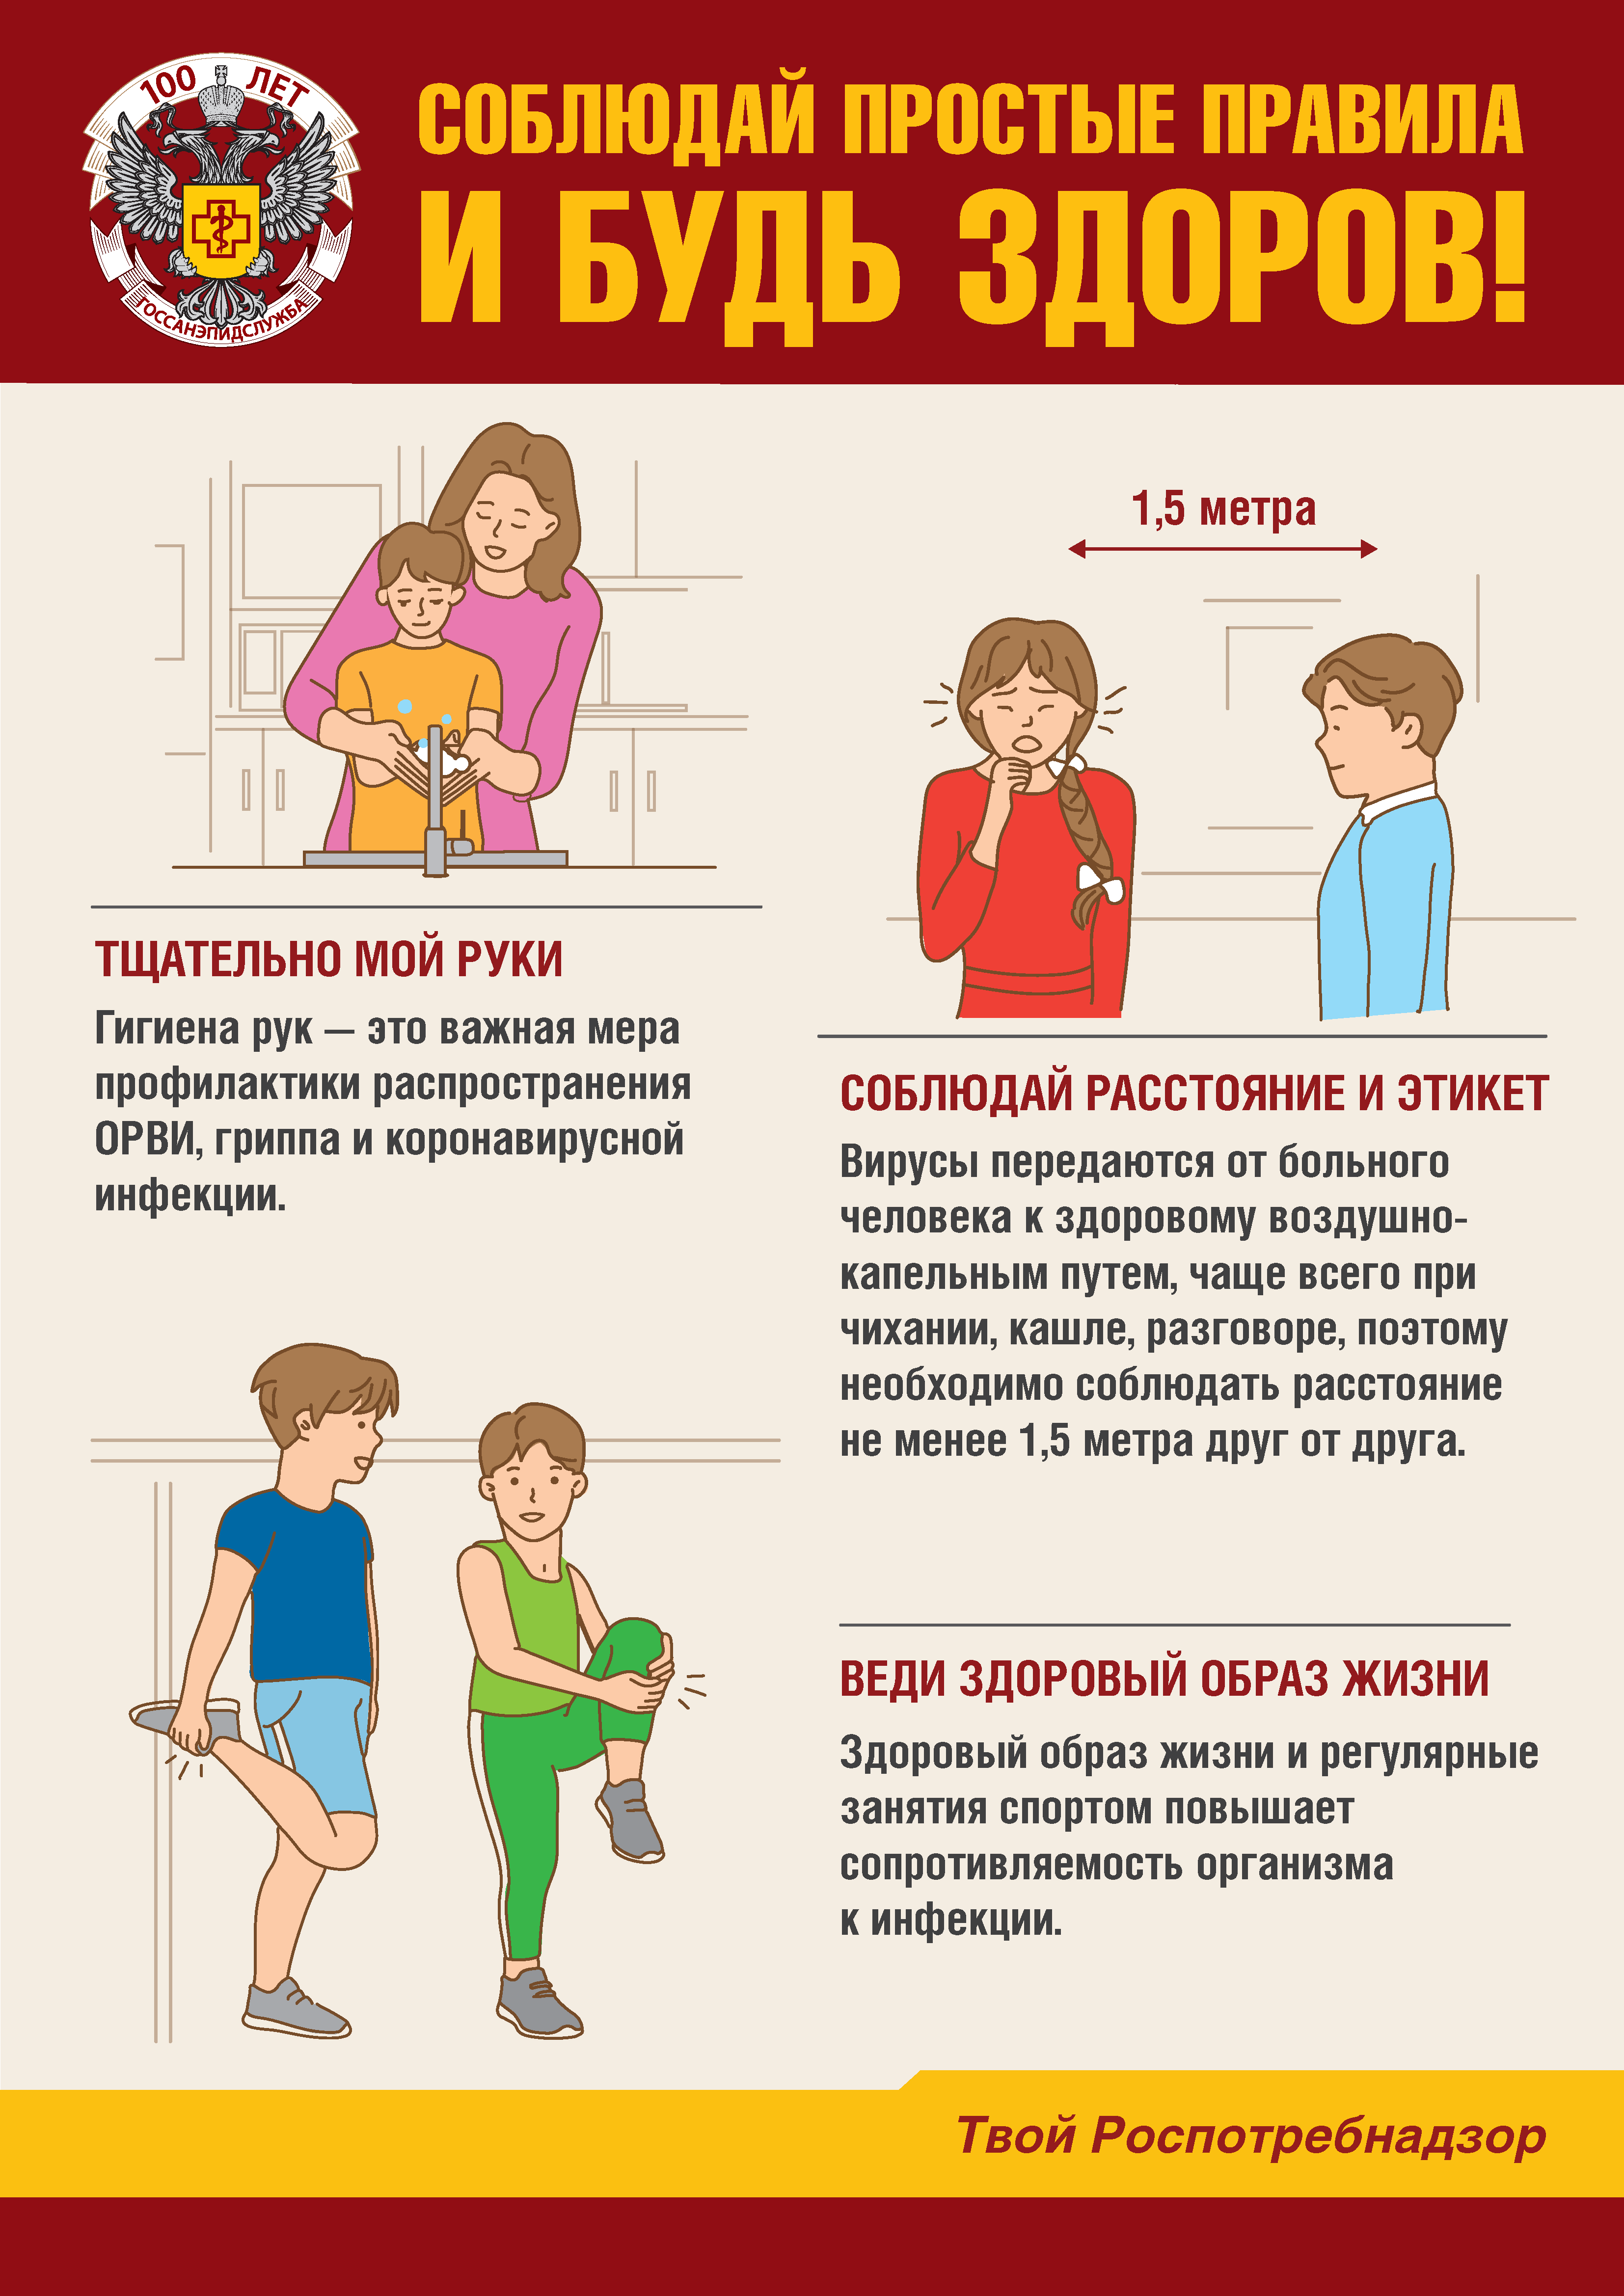 100 ЛЕТ
ГОССАНЭПИДСЛУЖБА
СОБЛЮДАЙ ПРОСТЫЕ ПРАВИЛА
И БУДЬ ЗДОРОВ!
ТЩАТЕЛЬНО МОЙ РУКИ
Гигиена рук — это важная мера
профилактики распространения
ОРВИ, гриппа и коронавирусной
инфекции.
1,5 метра
СОБЛЮДАЙ РАССТОЯНИЕ И ЭТИКЕТ
Вирусы передаются от больного
человека к здоровому воздушно-
капельным путем, чаще всего при
чихании, кашле, разговоре, поэтому
необходимо соблюдать расстояние
не менее 1,5 метра друг от друга.
ВЕДИ ЗДОРОВЫЙ ОБРАЗ ЖИЗНИ
Здоровый образ жизни и регулярные
занятия спортом повышает
сопротивляемость организма
к инфекции.
Твой Роспотребнадзор